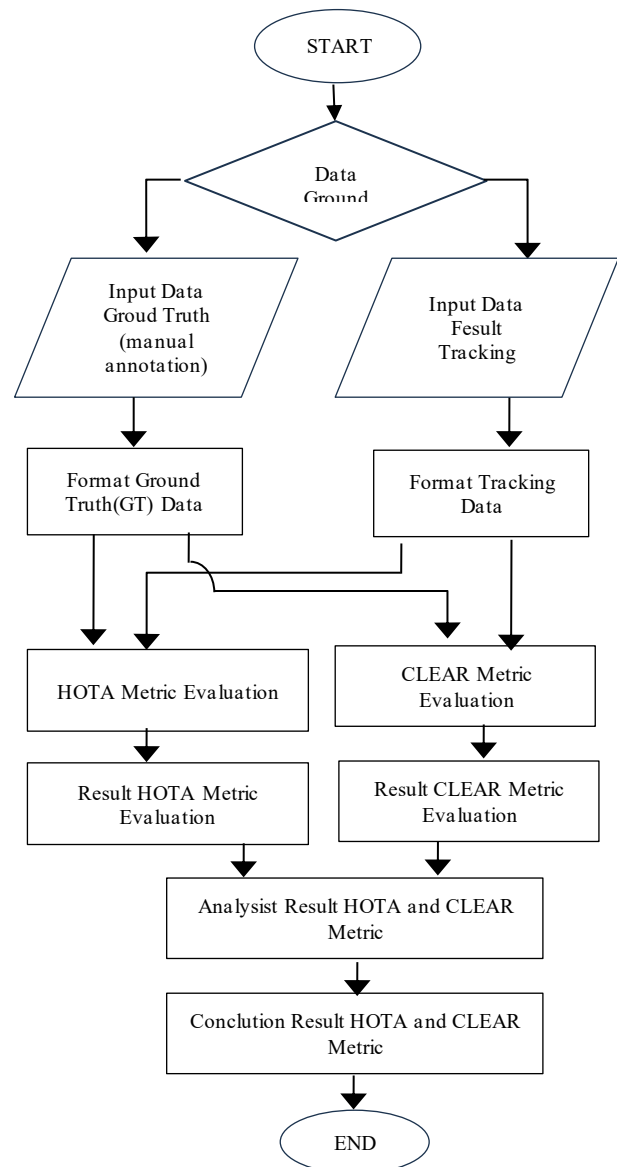 START
Data
Ground
Input Data
Groud Truth
(manual
annotation)
Input Data
Fesult
Tracking
Format Ground
Truth(GT) Data
Format Tracking
Data
HOTA Metric Evaluation
CLEAR Metric
Evaluation
Result HOTA Metric
Evaluation
Result CLEAR Metric
Evaluation
Analysist Result HOTA and CLEAR
Metric
Conclution Result HOTA and CLEAR
Metric
END